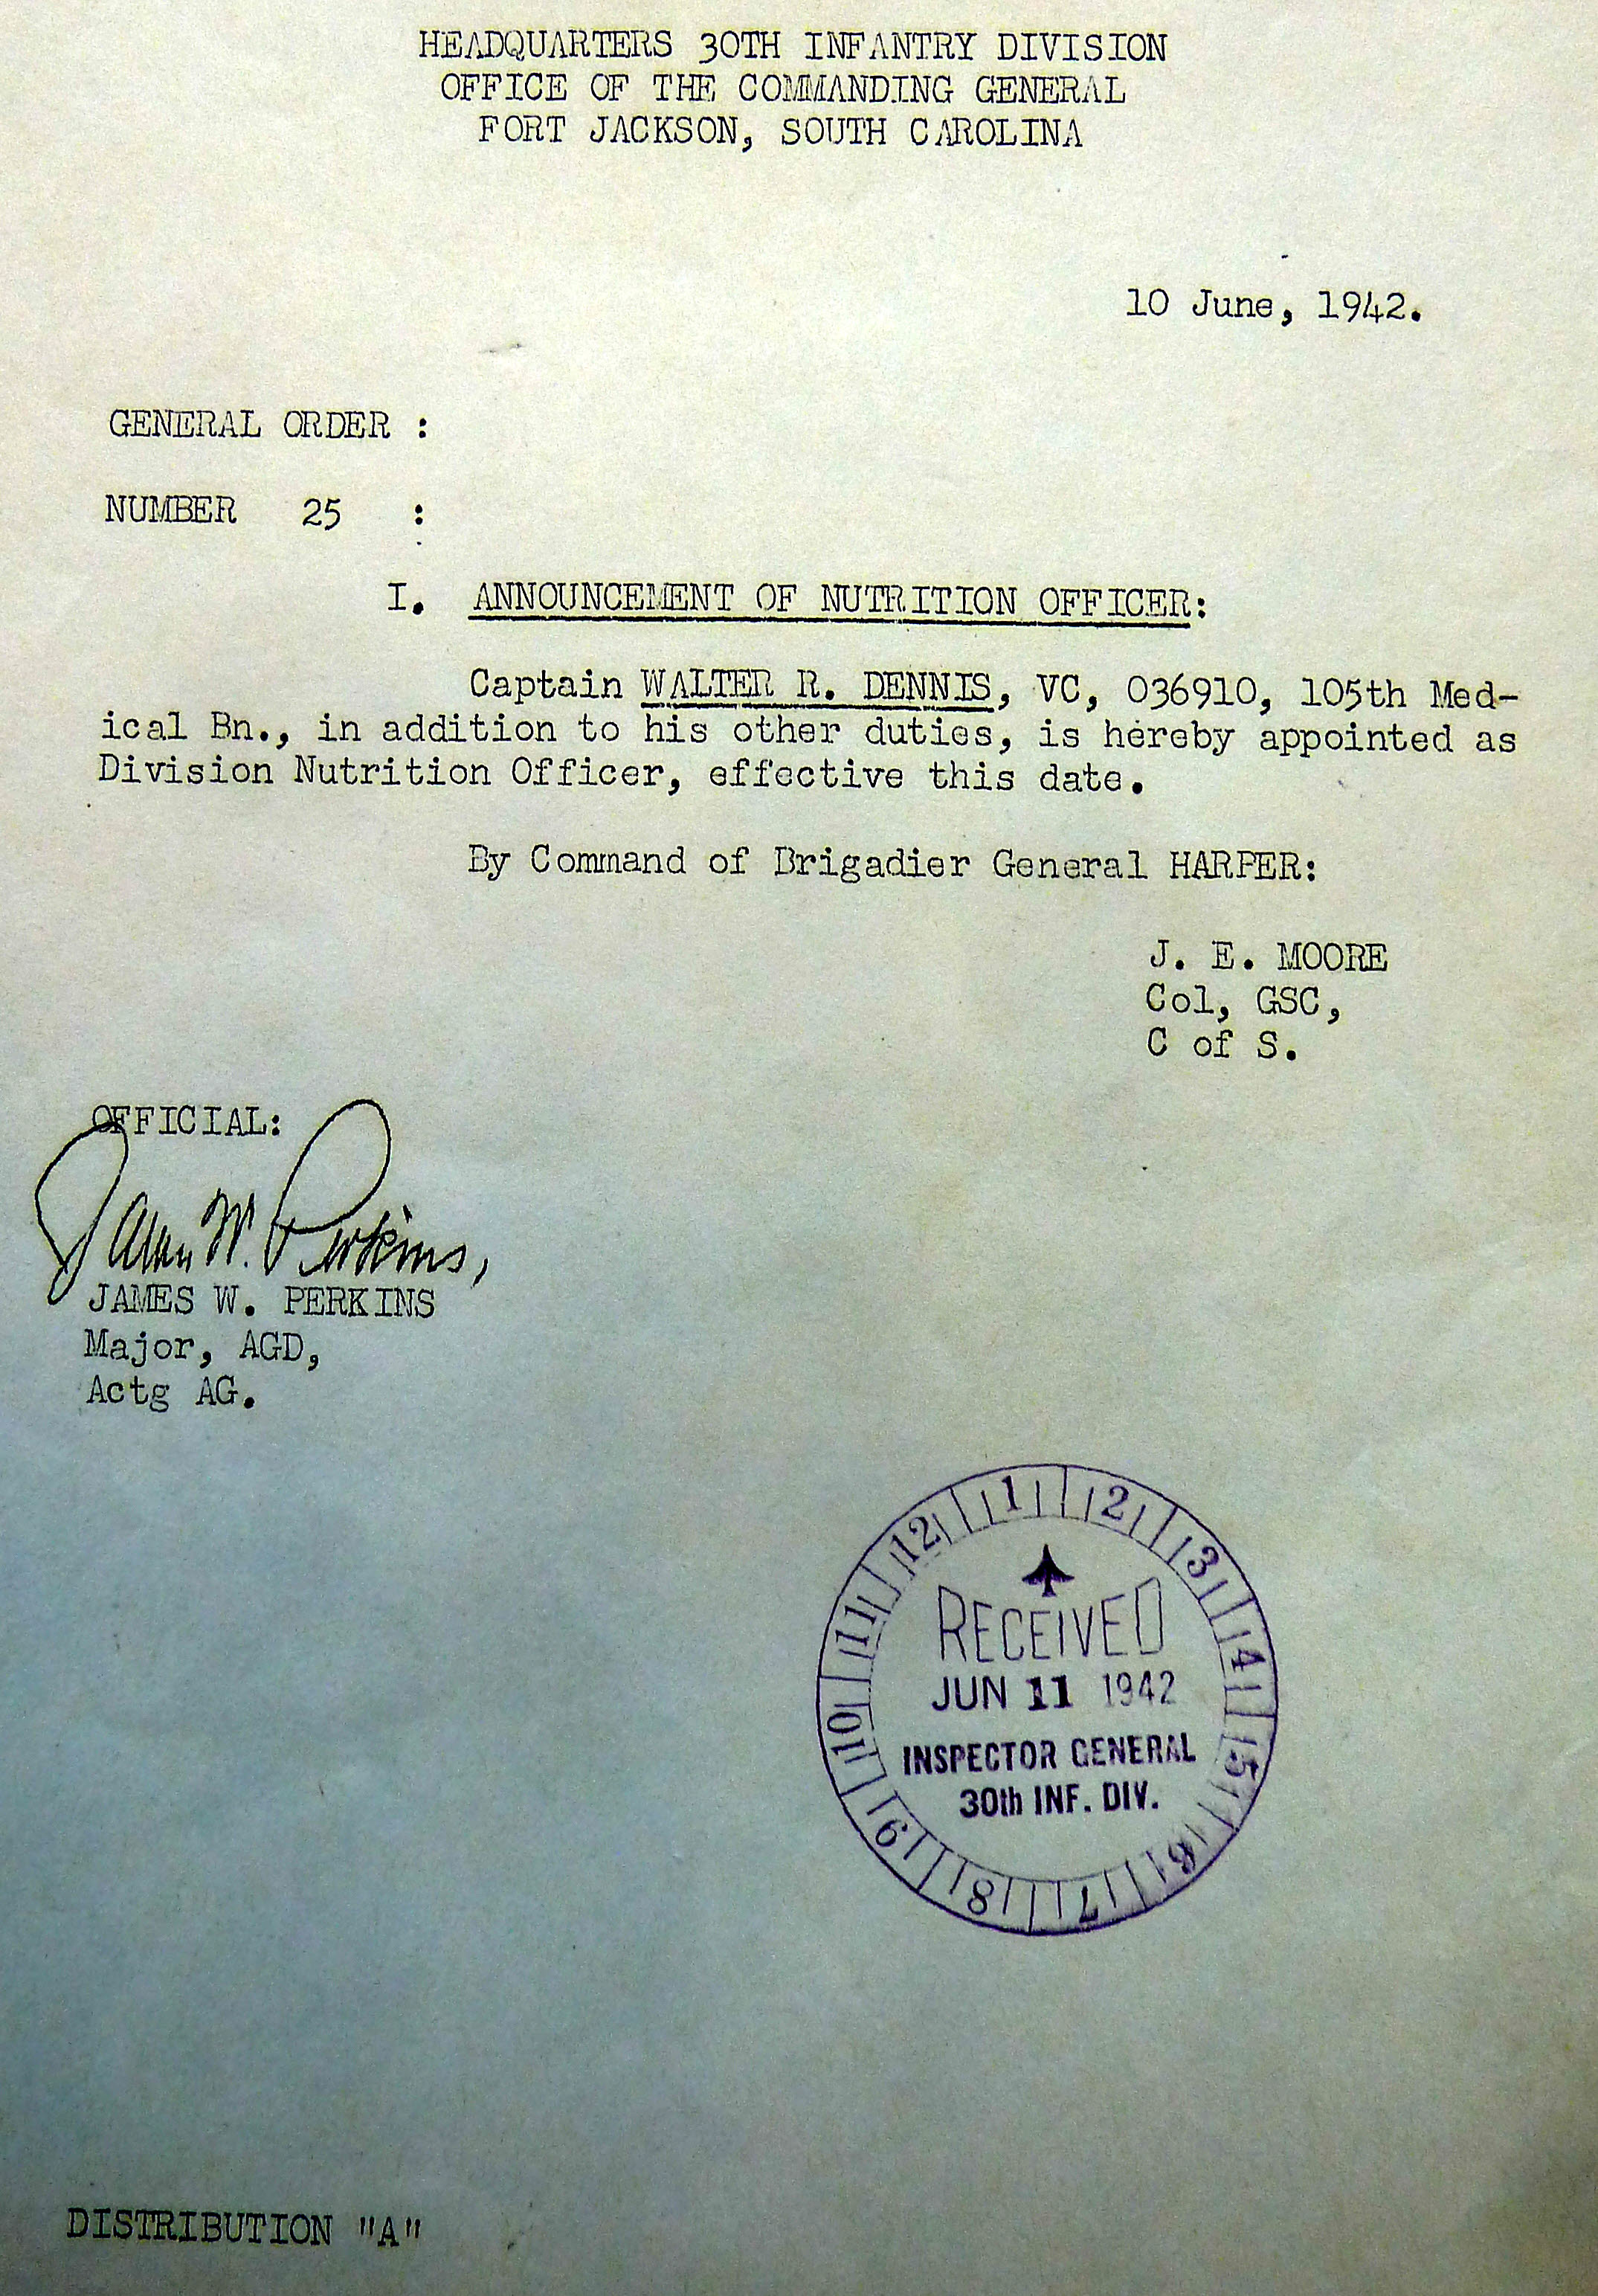 HEADQUARTERS 30TH INFANTRY DIVISION
OFFICE OF THE COMMANDING GENERAL
FORT JACKSON, SOUTH CAROLINA
10 June, 1942.
GENERAL ORDER :
NUMBER 25 :
I. ANNOUNCEMENT OF NUTRITION OFFICER:
Captain WALTER R. DENNIS, VC, 036910, 105th Med-
ical Bn., in addition to his other duties, is hereby appointed as
Division Nutrition Officer, effective this date.
By Command of Brigadier General HARPER:
J. E. MOORE
Col, GSC,
C of S.
OFFICIAL:
James W. Perkins,
JAMES W. PERKINS
Major, AGD,
Actg AG.
1 2 3 4 5 6 7 8 9 10 11 12
RECEIVED
JUN 11 1942
INSPECTOR GENERAL
30th INF. DIV.
DISTRIBUTION "A"